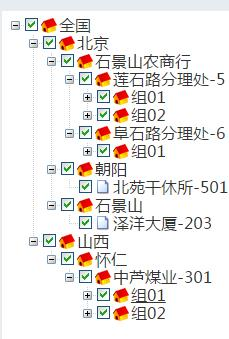 全国
北京
石景山农商行
莲石路分理处-5
组01
组02
阜石路分理处-6
组01
朝阳
北苑干休所-501
石景山
泽洋大厦-203
山西
怀仁
中芦煤业-301
组01
组02